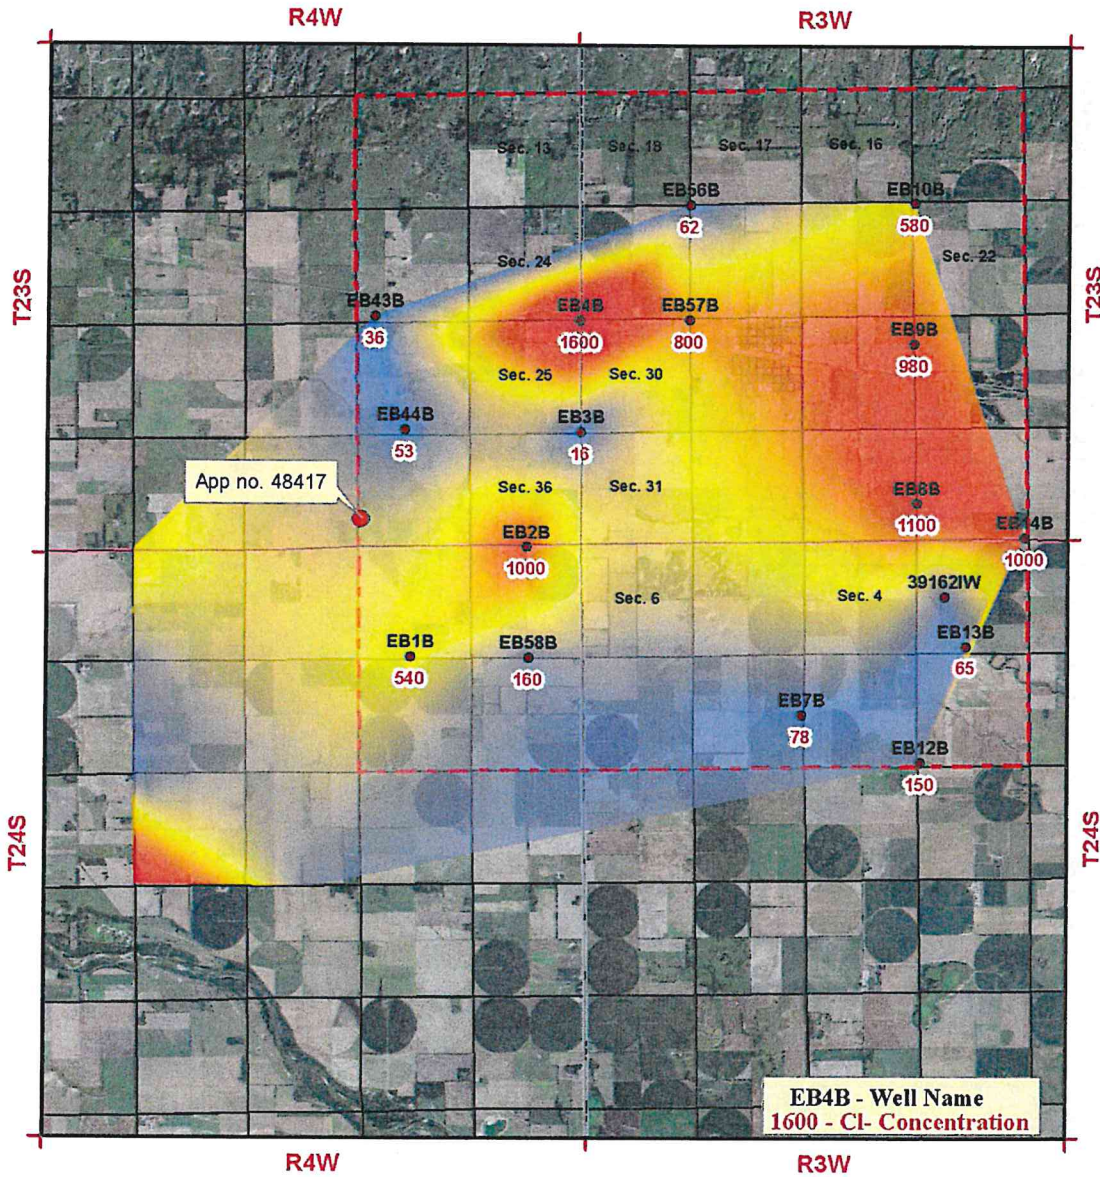 R4W
R3W
Sec. 13
Sec. 18
Sec. 17
Sec. 16
EB56B
EB10B
62
580
Sec. 24
Sec. 22
T23S
T23S
EB43B
EB4B
EB57B
36
1600
800
EB9B
980
Sec. 25
Sec. 30
EB44B
EB3B
53
16
App no. 48417
Sec. 36
Sec. 31
EB8B
1100
EB2B
EB14B
1000
1000
39162IW
Sec. 6
Sec. 4
EB1B
EB58B
EB13B
540
160
65
EB7B
78
EB12B
150
T24S
T24S
EB4B - Well Name
1600 - Cl- Concentration
R4W
R3W